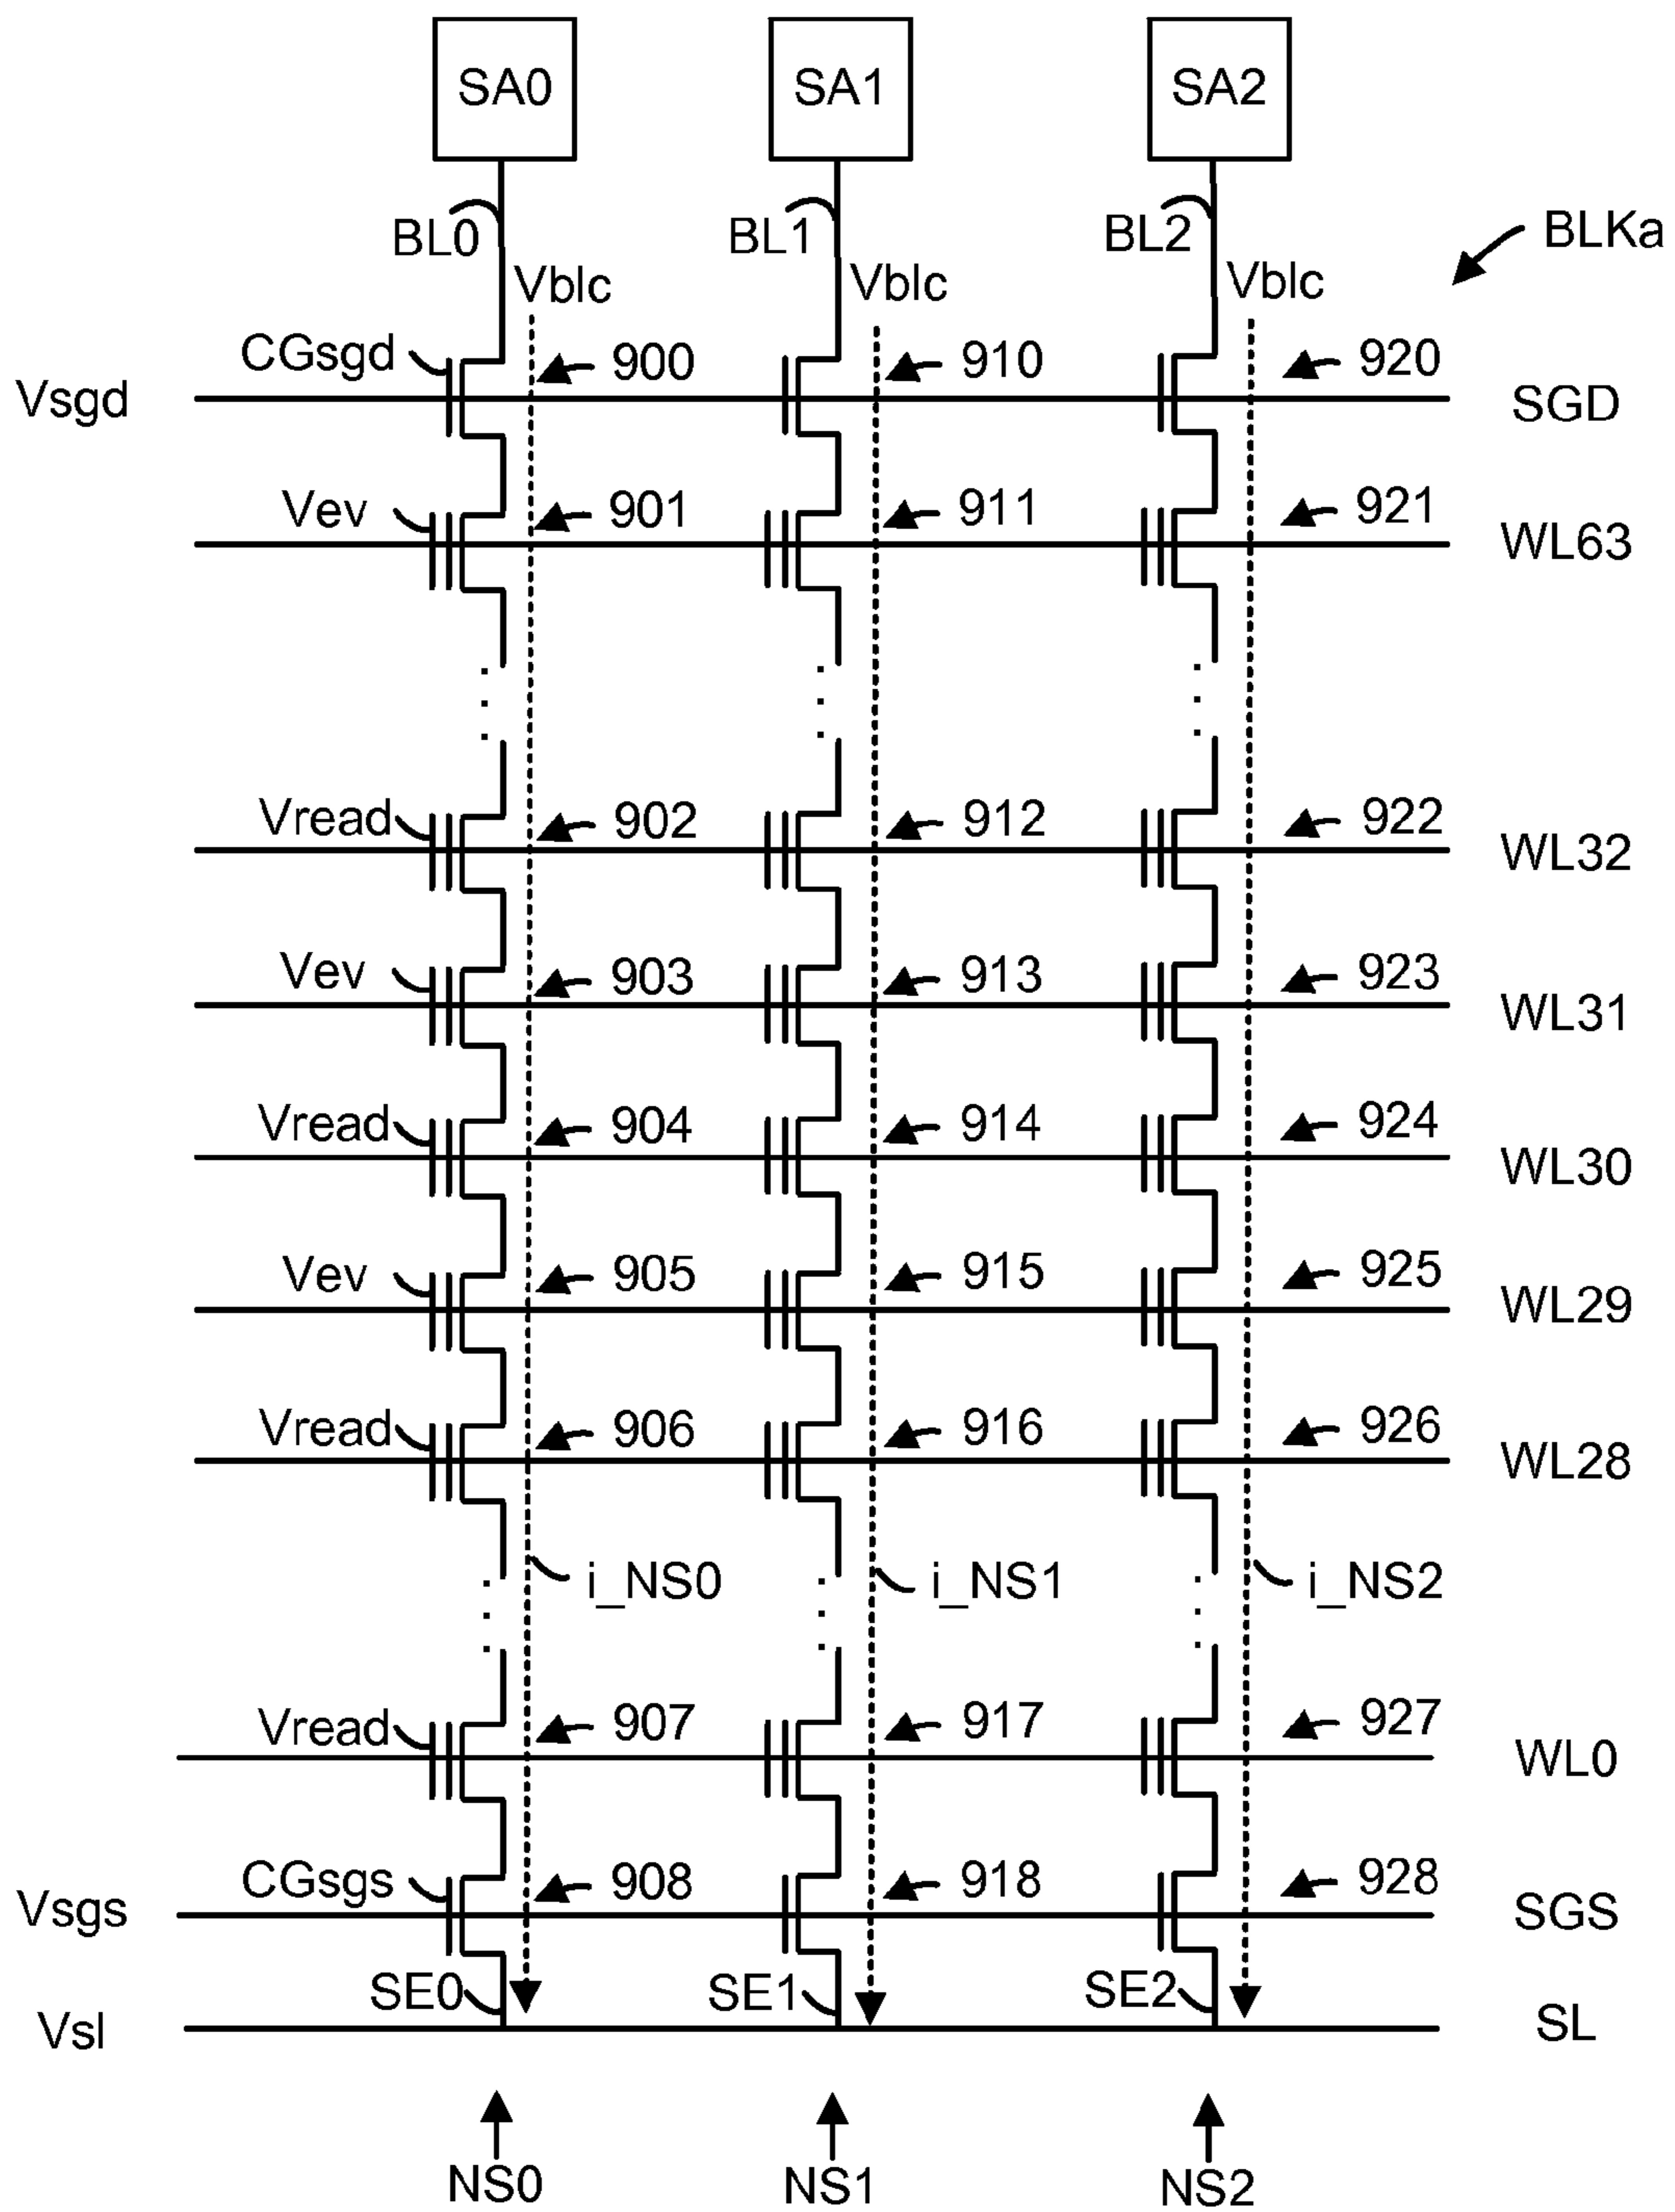 SA0 SA1 SA2
BL0 BL1 BL2 BLKa
Vblc Vblc Vblc
CGsgd 900 910 920
Vsgd SGD
Vev 901 911 921
WL63
Vread 902 912 922
WL32
Vev 903 913 923
WL31
Vread 904 914 924
WL30
Vev 905 915 925
WL29
Vread 906 916 926
WL28
i_NS0 i_NS1 i_NS2
Vread 907 917 927
WL0
CGsgs 908 918 928
Vsgs SGS
SE0 SE1 SE2
Vsl SL
NS0 NS1 NS2